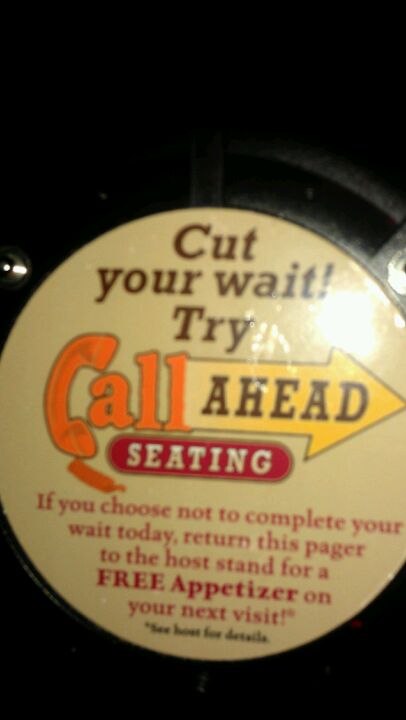 Cut
your wait!
Try
Call AHEAD
SEATING
If you choose not to complete your
wait today, return this pager
to the host stand for a
FREE Appetizer on
your next visit!*
*See host for details.